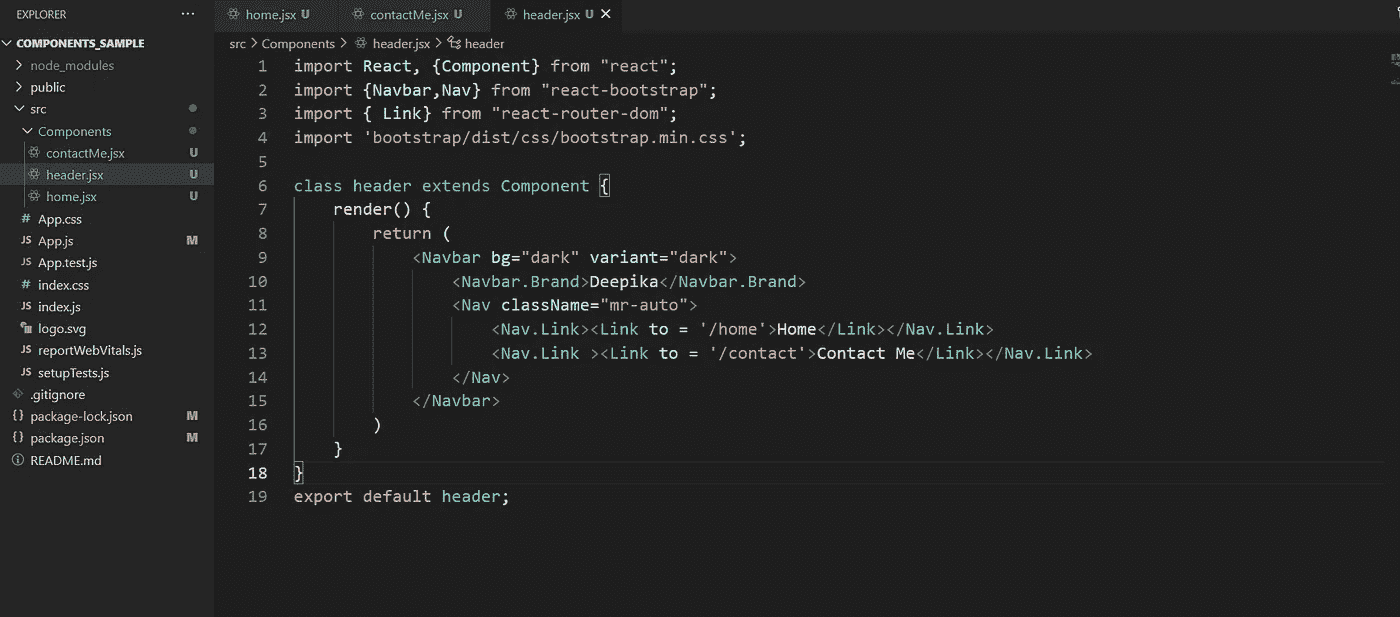 EXPLORER ...
COMPONENTS_SAMPLE
node_modules
public
src
Components
contactMe.jsx U
header.jsx U
home.jsx U
# App.css
JS App.js M
JS App.test.js
# index.css
JS index.js
logo.svg
JS reportWebVitals.js
JS setupTests.js
.gitignore
{} package-lock.json M
{} package.json M
README.md
home.jsx U contactMe.jsx U header.jsx U
src > Components > header.jsx > header
1 import React, {Component} from "react";
2 import {Navbar,Nav} from "react-bootstrap";
3 import { Link} from "react-router-dom";
4 import 'bootstrap/dist/css/bootstrap.min.css';
5
6 class header extends Component {
7 render() {
8 return (
9 <Navbar bg="dark" variant="dark">
10 <Navbar.Brand>Deepika</Navbar.Brand>
11 <Nav className="mr-auto">
12 <Nav.Link><Link to = '/home'>Home</Link></Nav.Link>
13 <Nav.Link ><Link to = '/contact'>Contact Me</Link></Nav.Link>
14 </Nav>
15 </Navbar>
16 )
17 }
18 }
19 export default header;